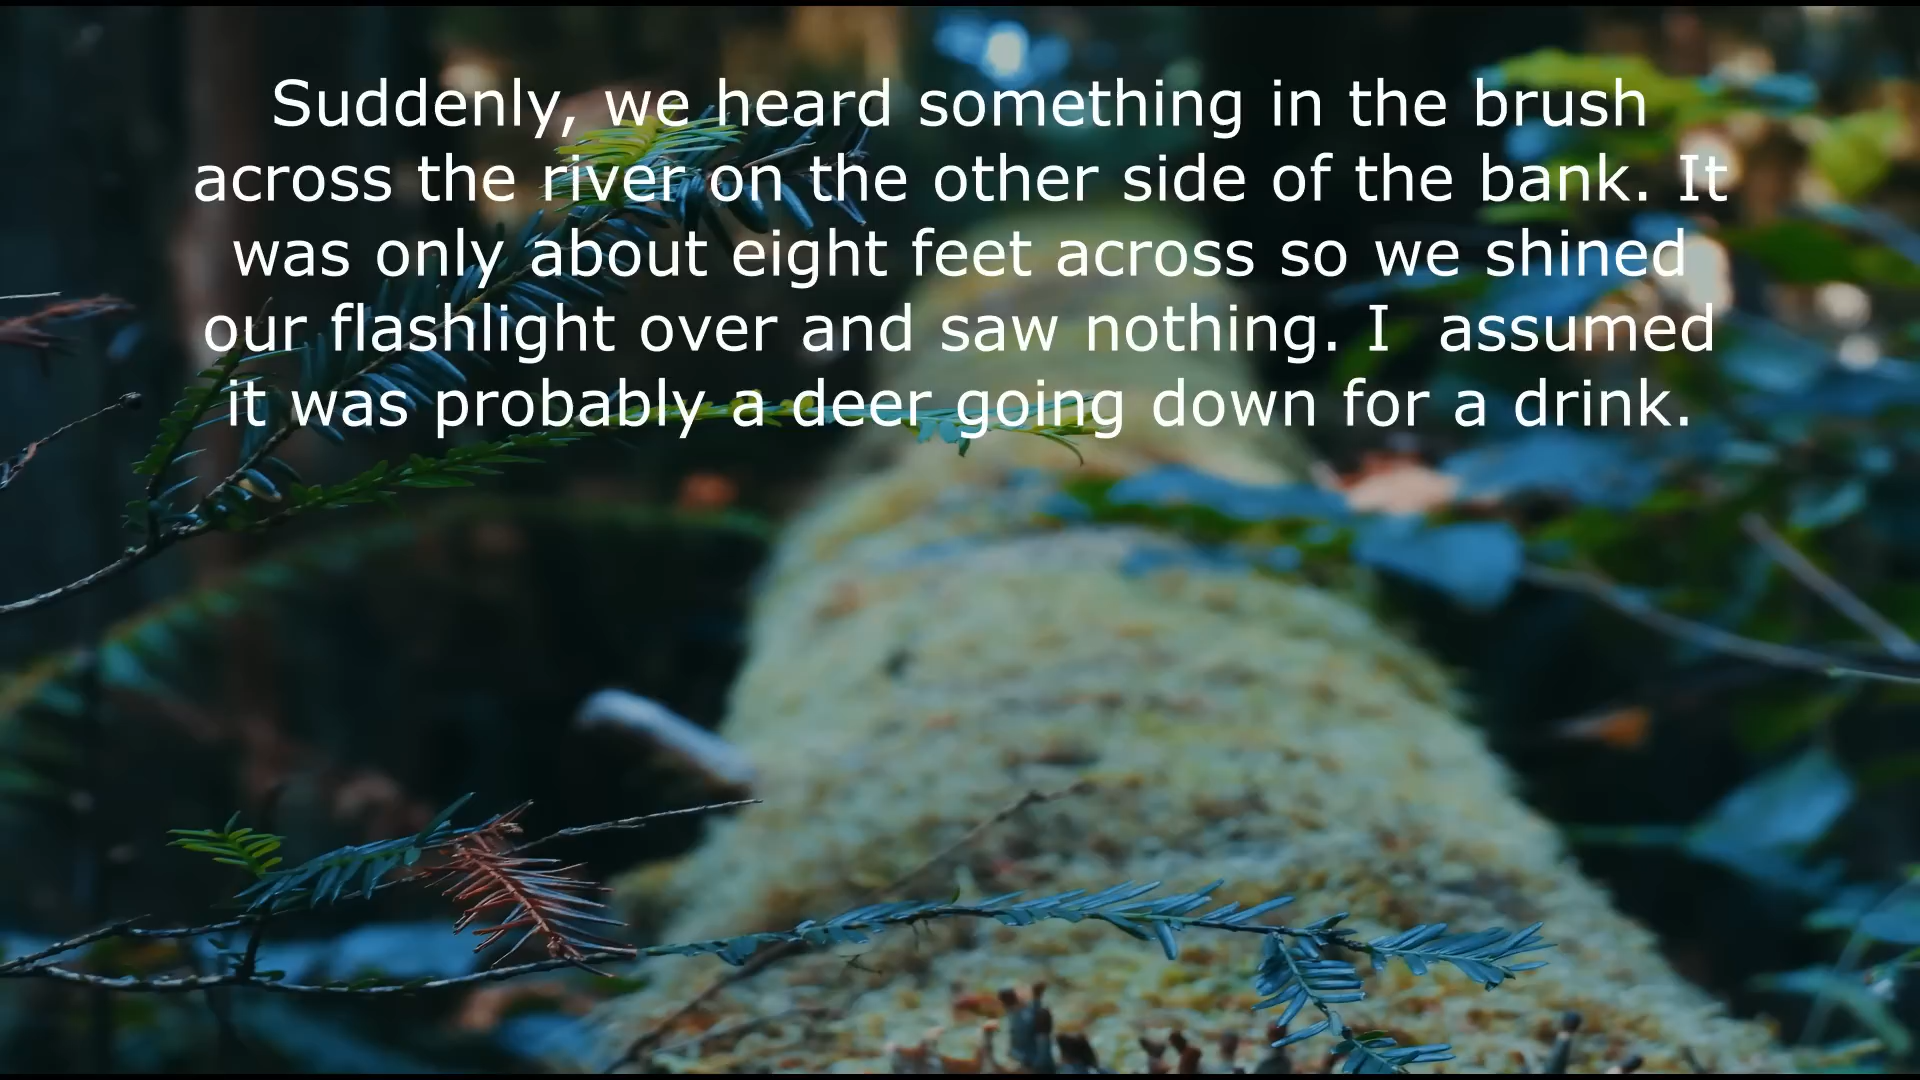 Suddenly, we heard something in the brush
across the river on the other side of the bank. It
was only about eight feet across so we shined
our flashlight over and saw nothing. I  assumed
it was probably a deer going down for a drink.